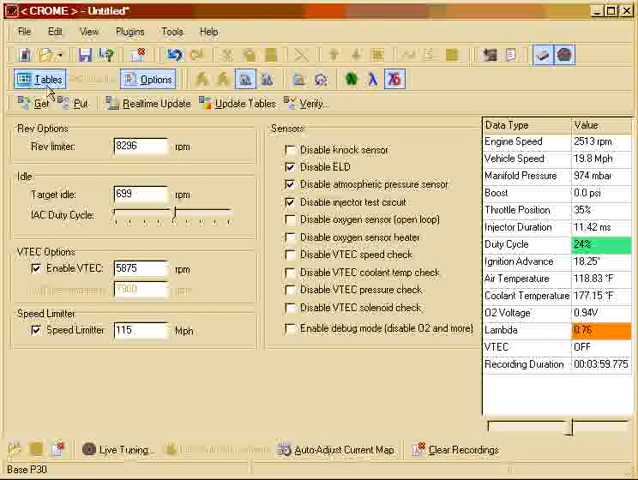 < CROME > - Untitled*
File Edit View Plugins Tools Help
Tables Options
Get Put Realtime Update Update Tables Verify...
Rev Options
Rev limiter: 8296 rpm
Idle
Target idle: 699 rpm
IAC Duty Cycle:
VTEC Options
Enable VTEC: 5875 rpm
7900 rpm
Speed Limitter
Speed Limitter 115 Mph
Sensors
Disable knock sensor
Disable ELD
Disable atmospheric pressure sensor
Disable injector test circuit
Disable oxygen sensor (open loop)
Disable oxygen sensor heater
Disable VTEC speed check
Disable VTEC coolant temp check
Disable VTEC pressure check
Disable VTEC solenoid check
Enable debug mode (disable O2 and more)
Data Type Value
Engine Speed 2513 rpm
Vehicle Speed 19.8 Mph
Manifold Pressure 974 mbar
Boost 0.0 psi
Throttle Position 35%
Injector Duration 11.42 ms
Duty Cycle 24%
Ignition Advance 18.25°
Air Temperature 118.83 °F
Coolant Temperature 177.15 °F
O2 Voltage 0.94V
Lambda 0.76
VTEC OFF
Recording Duration 00:03:59.775
Live Tuning... Auto-Adjust Current Map Clear Recordings
Base P30